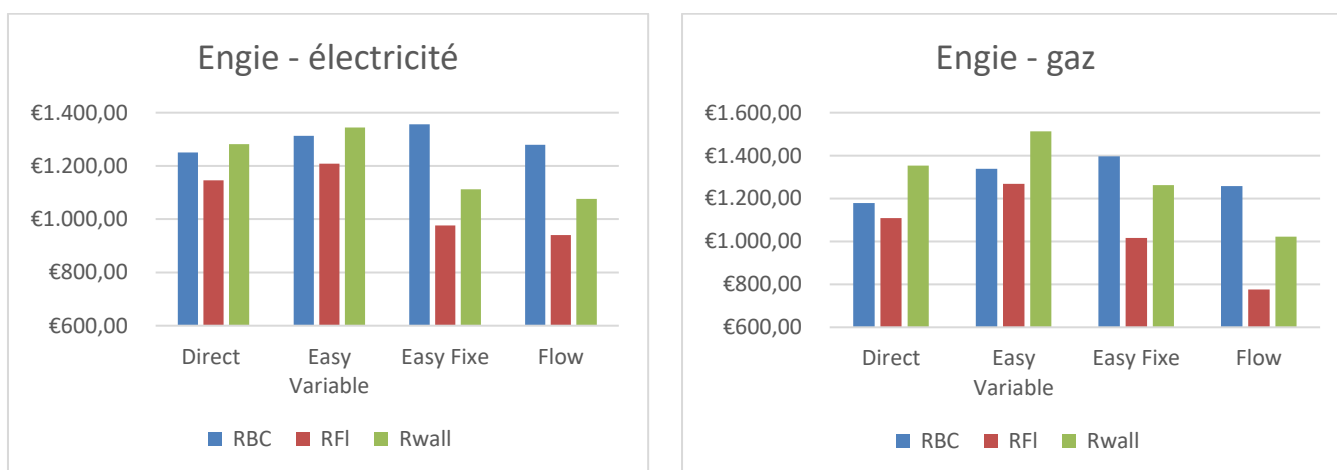 Engie - électricité
€1.400,00
€1.200,00
€1.000,00
€800,00
€600,00
Direct
Easy
Variable
Easy Fixe
Flow
RBC
RFl
Rwall
Engie - gaz
€1.600,00
€1.400,00
€1.200,00
€1.000,00
€800,00
€600,00
Direct
Easy
Variable
Easy Fixe
Flow
RBC
RFl
Rwall